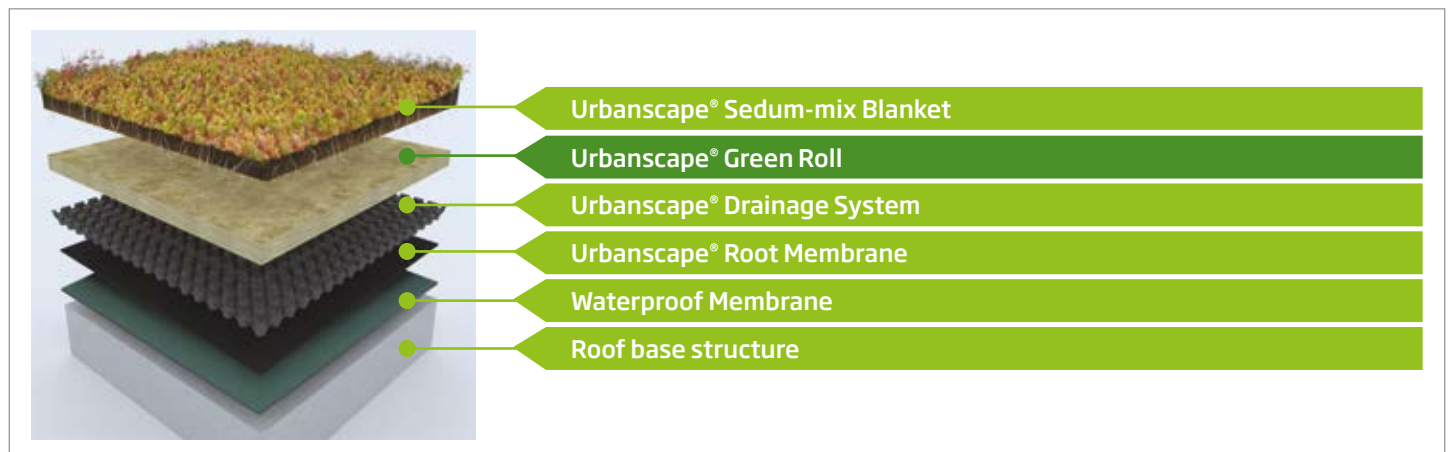 Urbanscape® Sedum-mix Blanket
Urbanscape® Green Roll
Urbanscape® Drainage System
Urbanscape® Root Membrane
Waterproof Membrane
Roof base structure